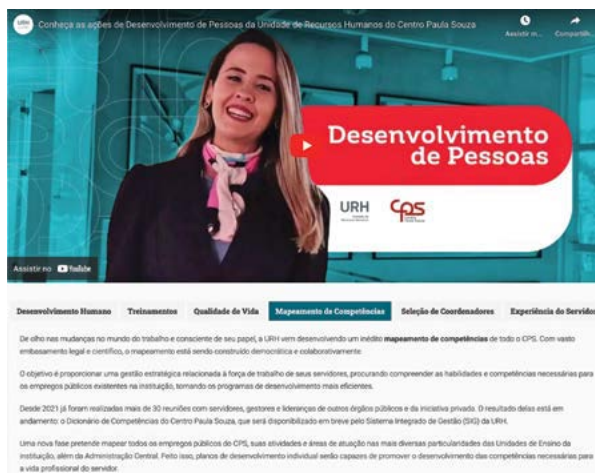 URH
Conheça as ações de Desenvolvimento de Pessoas da Unidade de Recursos Humanos do Centro Paula Souza
Assistir m...
Compartilh...
Desenvolvimento
de Pessoas
URH
CPS
Assistir no YouTube
Desenvolvimento Humano Treinamentos Qualidade de Vida Mapeamento de Competências Seleção de Coordenadores Experiência do Servidor
De olho nas mudanças no mundo do trabalho e consciente de seu papel, a URH vem desenvolvendo um inédito mapeamento de competências de todo o CPS. Com vasto
embasamento legal e científico, o mapeamento está sendo construído democrática e colaborativamente
O objetivo é proporcionar uma gestão estratégica relacionada à força de trabalho de seus servidores, procurando compreender as habilidades e competências necessárias para
os empregos públicos existentes na instituição, tornando os programas de desenvolvimento mais eficientes.
Desde 2021 já foram realizadas mais de 30 reuniões com servidores, gestores e lideranças de outros órgãos públicos e da iniciativa privada. O resultado delas está em
andamento: o Dicionário de Competências do Centro Paula Souza, que será disponibilizado em breve pelo Sistema Integrado de Gestão (SIG) da URH.
Uma nova fase pretende mapear todos os empregos públicos do CPS, suas atividades e áreas de atuação nas mais diversas particularidades das Unidades de Ensino da
instituição, além da Administração Central. Feito isso, planos de desenvolvimento individual serão capazes de promover o desenvolvimento das competências necessárias para
a vida profissional do servidor.